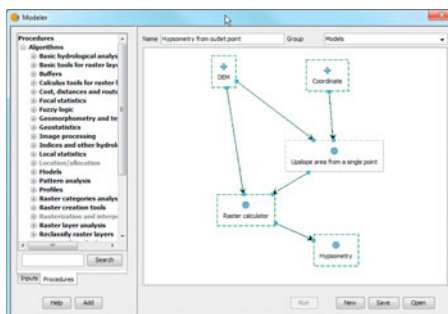 Modeler
Procedures
Algorithms
Basic hydrological analys
Basic tools for raster laye
Buffers
Calculus tools for raster l
Cost, distances and route
Focal statistics
Fuzzy logic
Geomorphometry and te
Geostatistics
Image processing
Indices and other hydrol
Local statistics
Location/allocation
Models
Pattern analysis
Profiles
Raster categories analys
Raster creation tools
Rasterization and interpo
Raster layer analysis
Reclassify raster layers
Search
Inputs Procedures
Help Add
Name Hypsometry from outlet point Group Models
DEM
Coordinate
Upslope area from a single point
Raster calculator
Hypsometry
Run New Save Open